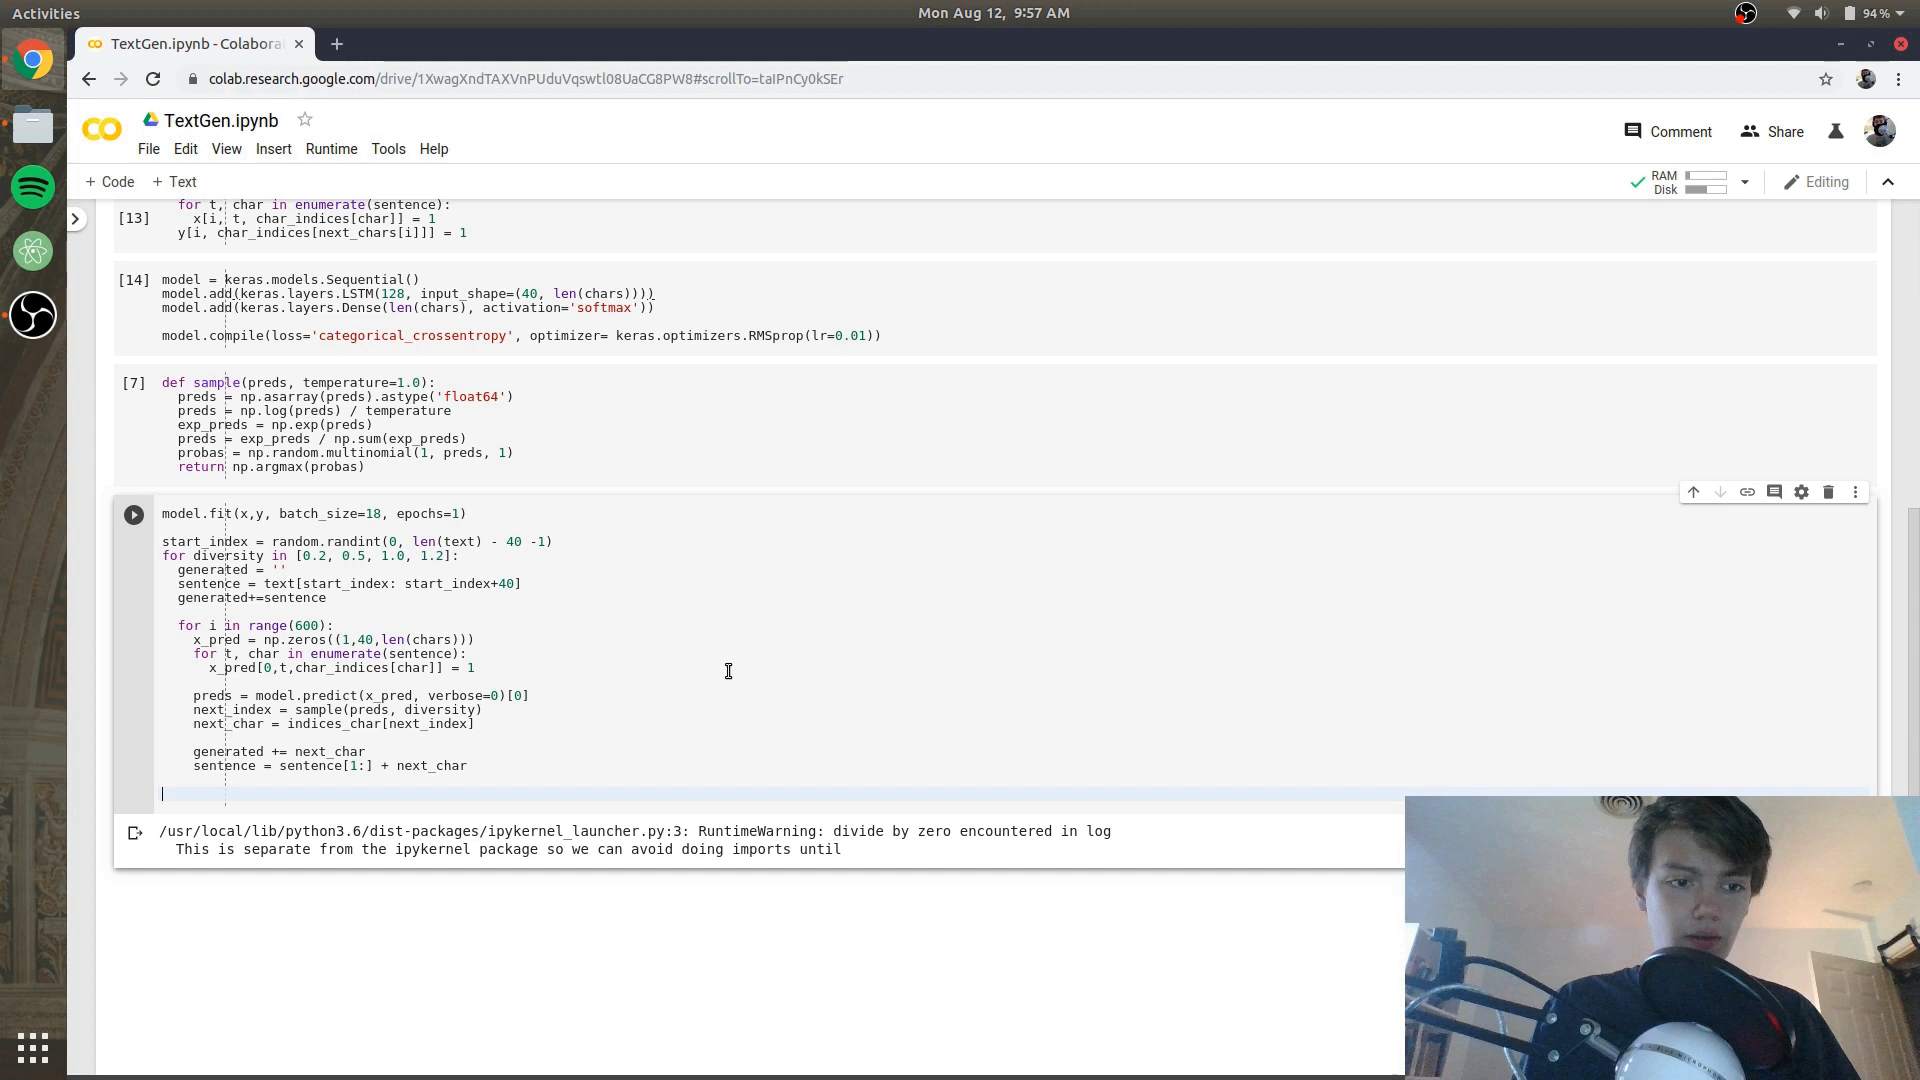 Activities
Mon Aug 12, 9:57 AM
94%
TextGen.ipynb - Colabora
colab.research.google.com/drive/1XwagXndTAXVnPUduVqswtl08UaCG8PW8#scrollTo=taIPnCy0kSEr
TextGen.ipynb
Comment
Share
File Edit View Insert Runtime Tools Help
+ Code + Text
RAM
Disk
Editing
for t, char in enumerate(sentence):
[13] x[i, t, char_indices[char]] = 1
y[i, char_indices[next_chars[i]]] = 1
[14] model = keras.models.Sequential()
model.add(keras.layers.LSTM(128, input_shape=(40, len(chars))))
model.add(keras.layers.Dense(len(chars), activation='softmax'))
model.compile(loss='categorical_crossentropy', optimizer= keras.optimizers.RMSprop(lr=0.01))
[7] def sample(preds, temperature=1.0):
preds = np.asarray(preds).astype('float64')
preds = np.log(preds) / temperature
exp_preds = np.exp(preds)
preds = exp_preds / np.sum(exp_preds)
probas = np.random.multinomial(1, preds, 1)
return np.argmax(probas)
model.fit(x,y, batch_size=18, epochs=1)
start_index = random.randint(0, len(text) - 40 -1)
for diversity in [0.2, 0.5, 1.0, 1.2]:
generated = ''
sentence = text[start_index: start_index+40]
generated+=sentence
for i in range(600):
x_pred = np.zeros((1,40,len(chars)))
for t, char in enumerate(sentence):
x_pred[0,t,char_indices[char]] = 1
preds = model.predict(x_pred, verbose=0)[0]
next_index = sample(preds, diversity)
next_char = indices_char[next_index]
generated += next_char
sentence = sentence[1:] + next_char
/usr/local/lib/python3.6/dist-packages/ipykernel_launcher.py:3: RuntimeWarning: divide by zero encountered in log
This is separate from the ipykernel package so we can avoid doing imports until